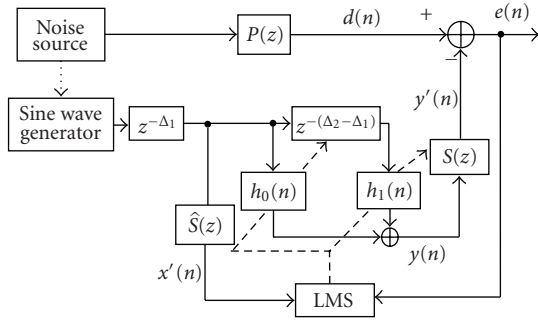 Noise
source
P(z)
d(n)
+
e(n)
−
y′(n)
Sine wave
generator
z^{−Δ₁}
z^{−(Δ₂−Δ₁)}
S(z)
h₀(n)
h₁(n)
Ŝ(z)
y(n)
x′(n)
LMS